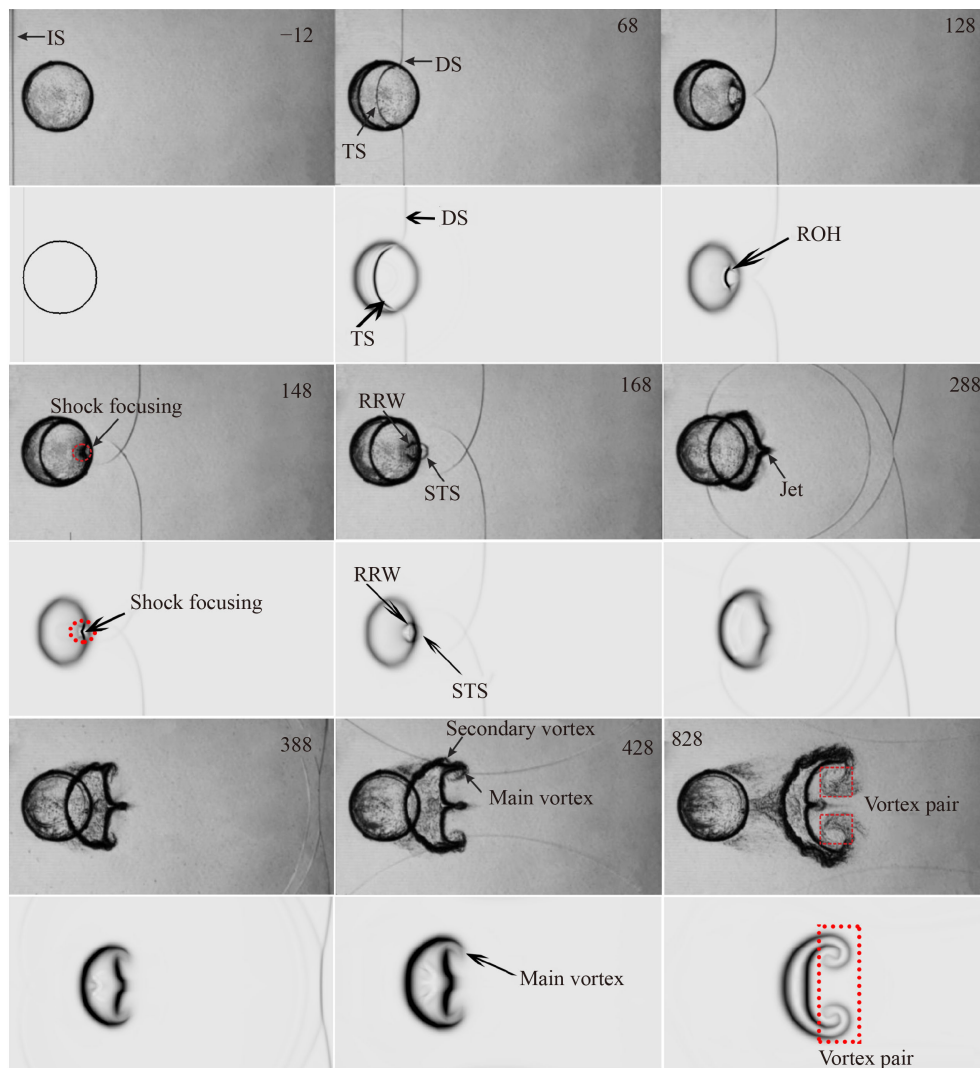 IS
−12
68
DS
TS
128
DS
TS
ROH
148
Shock focusing
168
RRW
STS
288
Jet
Shock focusing
RRW
STS
388
Secondary vortex
428
Main vortex
828
Vortex pair
Main vortex
Vortex pair